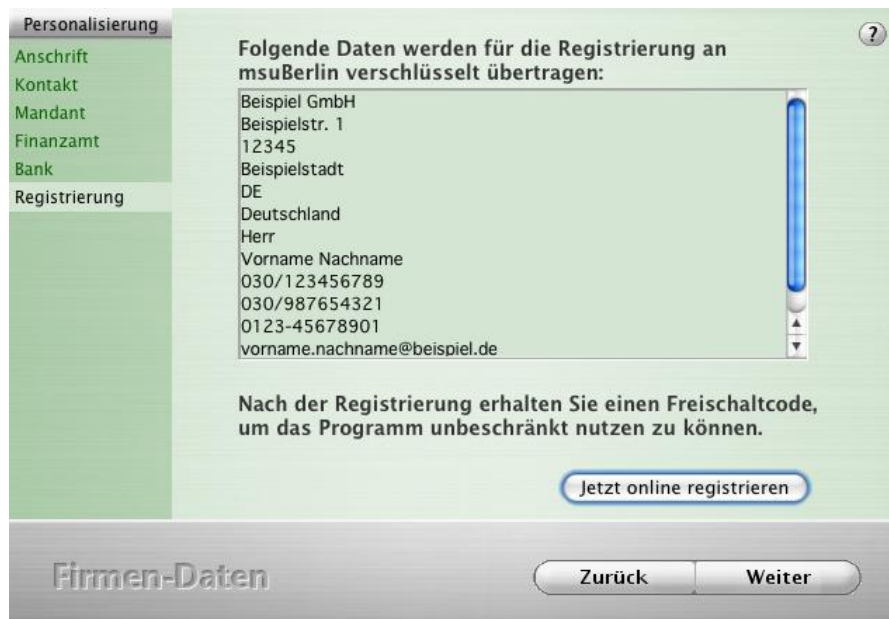 Personalisierung
Anschrift
Kontakt
Mandant
Finanzamt
Bank
Registrierung
?
Folgende Daten werden für die Registrierung an
msuBerlin verschlüsselt übertragen:
Beispiel GmbH
Beispielstr. 1
12345
Beispielstadt
DE
Deutschland
Herr
Vorname Nachname
030/123456789
030/987654321
0123-45678901
vorname.nachname@beispiel.de
Nach der Registrierung erhalten Sie einen Freischaltcode,
um das Programm unbeschränkt nutzen zu können.
Jetzt online registrieren
Firmen-Daten
Zurück
Weiter